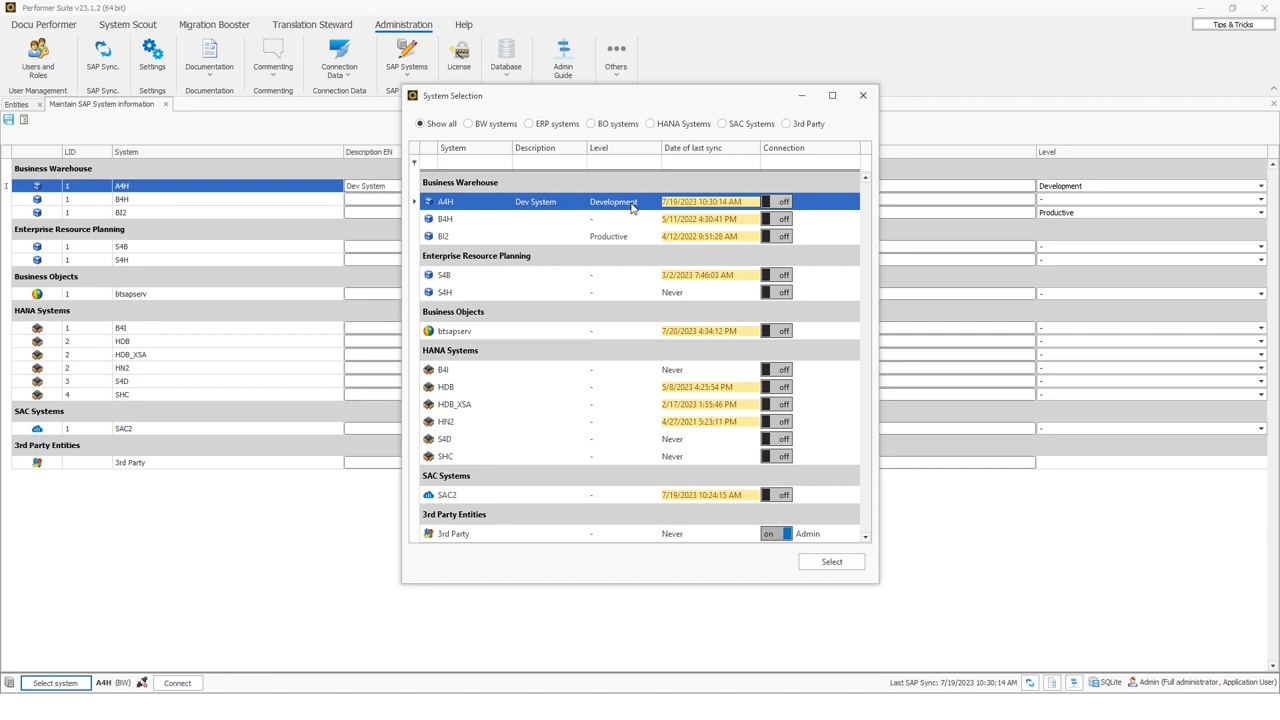 Performer Suite v23.1.2 (64 bit)
Docu Performer System Scout Migration Booster Translation Steward Administration Help
Tips & Tricks
Users and Roles SAP Sync. Settings Documentation Commenting Connection Data SAP Systems License Database Admin Guide Others
User Management SAP Sync. Settings Documentation Commenting Connection Data SAP
Entities Maintain SAP System information
LID System Description EN Level
Business Warehouse
1 A4H Dev System Development
1 B4H -
1 BI2 Productive
Enterprise Resource Planning
1 S4B -
1 S4H -
Business Objects
1 btsapserv -
HANA Systems
1 B4I -
2 HDB -
2 HDB_XSA -
2 HN2 -
3 S4D -
4 SHC -
SAC Systems
1 SAC2 -
3rd Party Entities
3rd Party
System Selection
Show all BW systems ERP systems BO systems HANA Systems SAC Systems 3rd Party
System Description Level Date of last sync Connection
Business Warehouse
A4H Dev System Development 7/19/2023 10:30:14 AM off
B4H - 5/11/2022 4:30:41 PM off
BI2 Productive 4/12/2022 9:51:28 AM off
Enterprise Resource Planning
S4B - 3/2/2023 7:46:03 AM off
S4H - Never off
Business Objects
btsapserv - 7/20/2023 4:34:12 PM off
HANA Systems
B4I - Never off
HDB - 5/8/2023 4:25:54 PM off
HDB_XSA - 2/17/2023 1:55:46 PM off
HN2 - 4/27/2021 5:23:11 PM off
S4D - Never off
SHC - Never off
SAC Systems
SAC2 - 7/19/2023 10:24:15 AM off
3rd Party Entities
3rd Party - Never on Admin
Select
Select system A4H (BW) Connect Last SAP Sync: 7/19/2023 10:30:14 AM SQLite Admin (Full administrator, Application User)